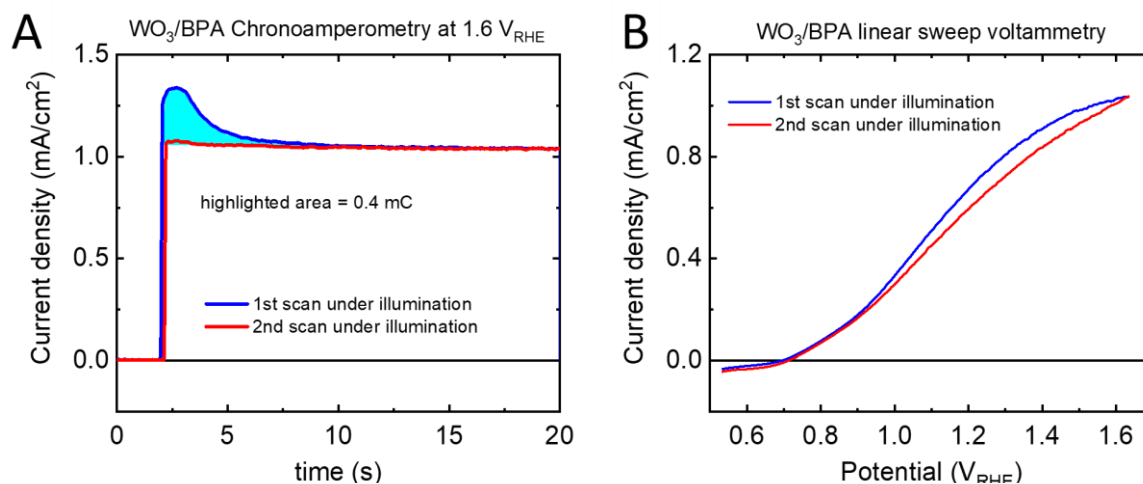 A
WO₃/BPA Chronoamperometry at 1.6 V_RHE
Current density (mA/cm²)
1.5
1.0
0.5
0.0
highlighted area = 0.4 mC
1st scan under illumination
2nd scan under illumination
0 5 10 15 20
time (s)
B
WO₃/BPA linear sweep voltammetry
Current density (mA/cm²)
1.2
0.8
0.4
0.0
1st scan under illumination
2nd scan under illumination
0.6 0.8 1.0 1.2 1.4 1.6
Potential (V_RHE)